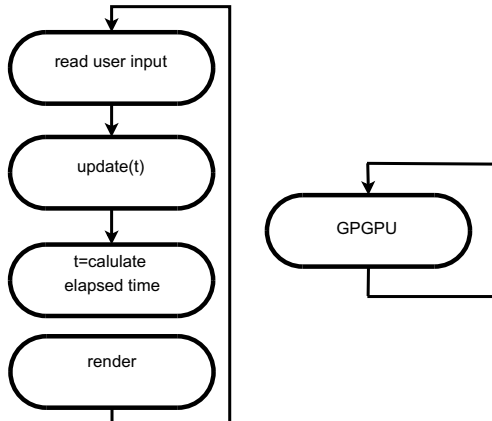 read user input
update(t)
t=calulate
elapsed time
render
GPGPU